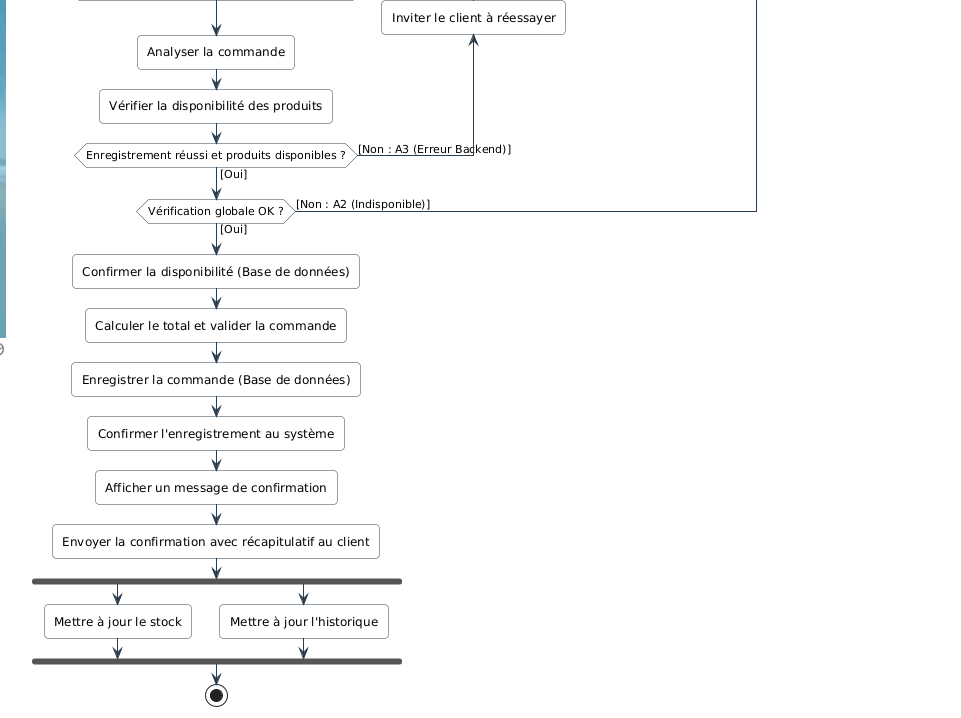 Inviter le client à réessayer
Analyser la commande
Vérifier la disponibilité des produits
Enregistrement réussi et produits disponibles ?
[Non : A3 (Erreur Backend)]
[Oui]
Vérification globale OK ?
[Non : A2 (Indisponible)]
[Oui]
Confirmer la disponibilité (Base de données)
Calculer le total et valider la commande
Enregistrer la commande (Base de données)
Confirmer l'enregistrement au système
Afficher un message de confirmation
Envoyer la confirmation avec récapitulatif au client
Mettre à jour le stock
Mettre à jour l'historique